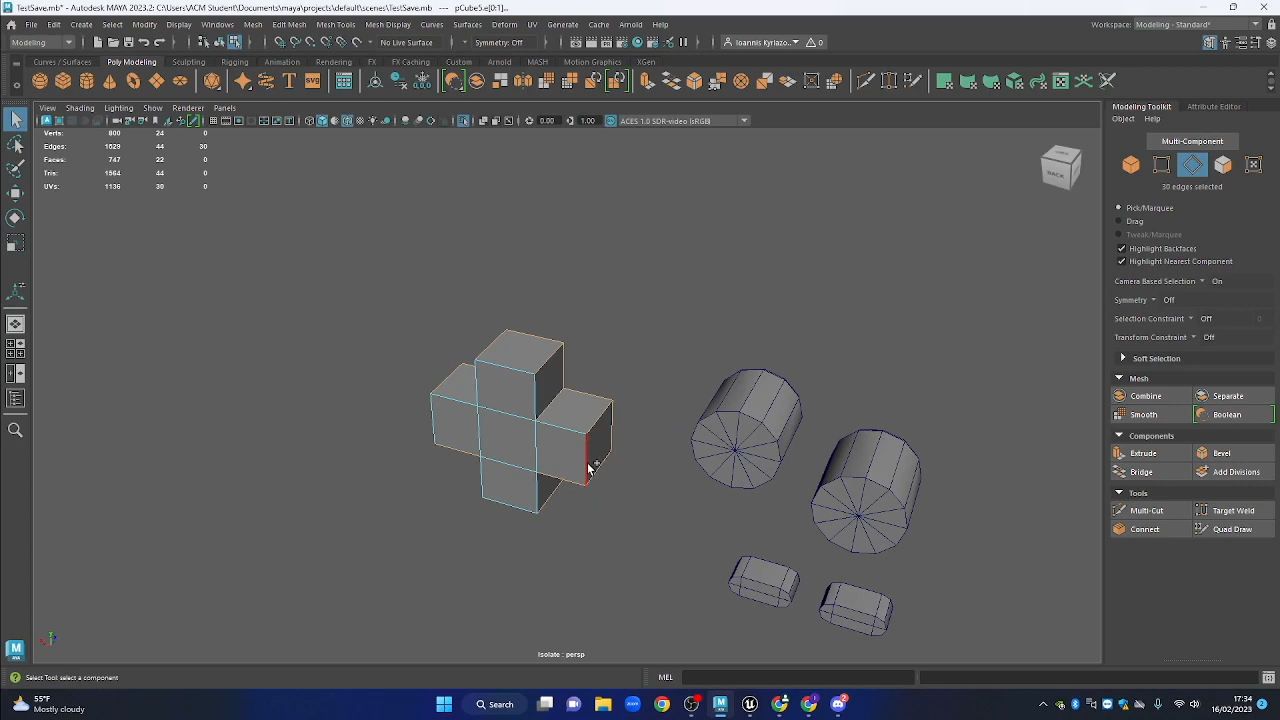 TestSave.mb* - Autodesk MAYA 2023.2: C:\Users\ACM Student\Documents\maya\projects\default\scenes\TestSave.mb --- pCube5.e[0:1]...
File Edit Create Select Modify Display Windows Mesh Edit Mesh Mesh Tools Mesh Display Curves Surfaces Deform UV Generate Cache Arnold Help
Workspace: Modeling - Standard*
Modeling No Live Surface Symmetry: Off Ioannis Kyriazo... 0
Curves / Surfaces Poly Modeling Sculpting Rigging Animation Rendering FX FX Caching Custom Arnold MASH Motion Graphics XGen
SVG
View Shading Lighting Show Renderer Panels
0.00 1.00 ACES 1.0 SDR-video (sRGB)
Verts: 800 24 0
Edges: 1529 44 30
Faces: 747 22 0
Tris: 1564 44 0
UVs: 1136 30 0
BACK
Isolate : persp
Modeling Toolkit Attribute Editor
Object Help
Multi-Component
30 edges selected
Pick/Marquee
Drag
Tweak/Marquee
Highlight Backfaces
Highlight Nearest Component
Camera Based Selection On
Symmetry Off
Selection Constraint Off 0
Transform Constraint Off
Soft Selection
Mesh
Combine Separate
Smooth Boolean
Components
Extrude Bevel
Bridge Add Divisions
Tools
Multi-Cut Target Weld
Connect Quad Draw
Select Tool: select a component
MEL
55°F
Mostly cloudy
Search
zoom
2
17:34
16/02/2023
2